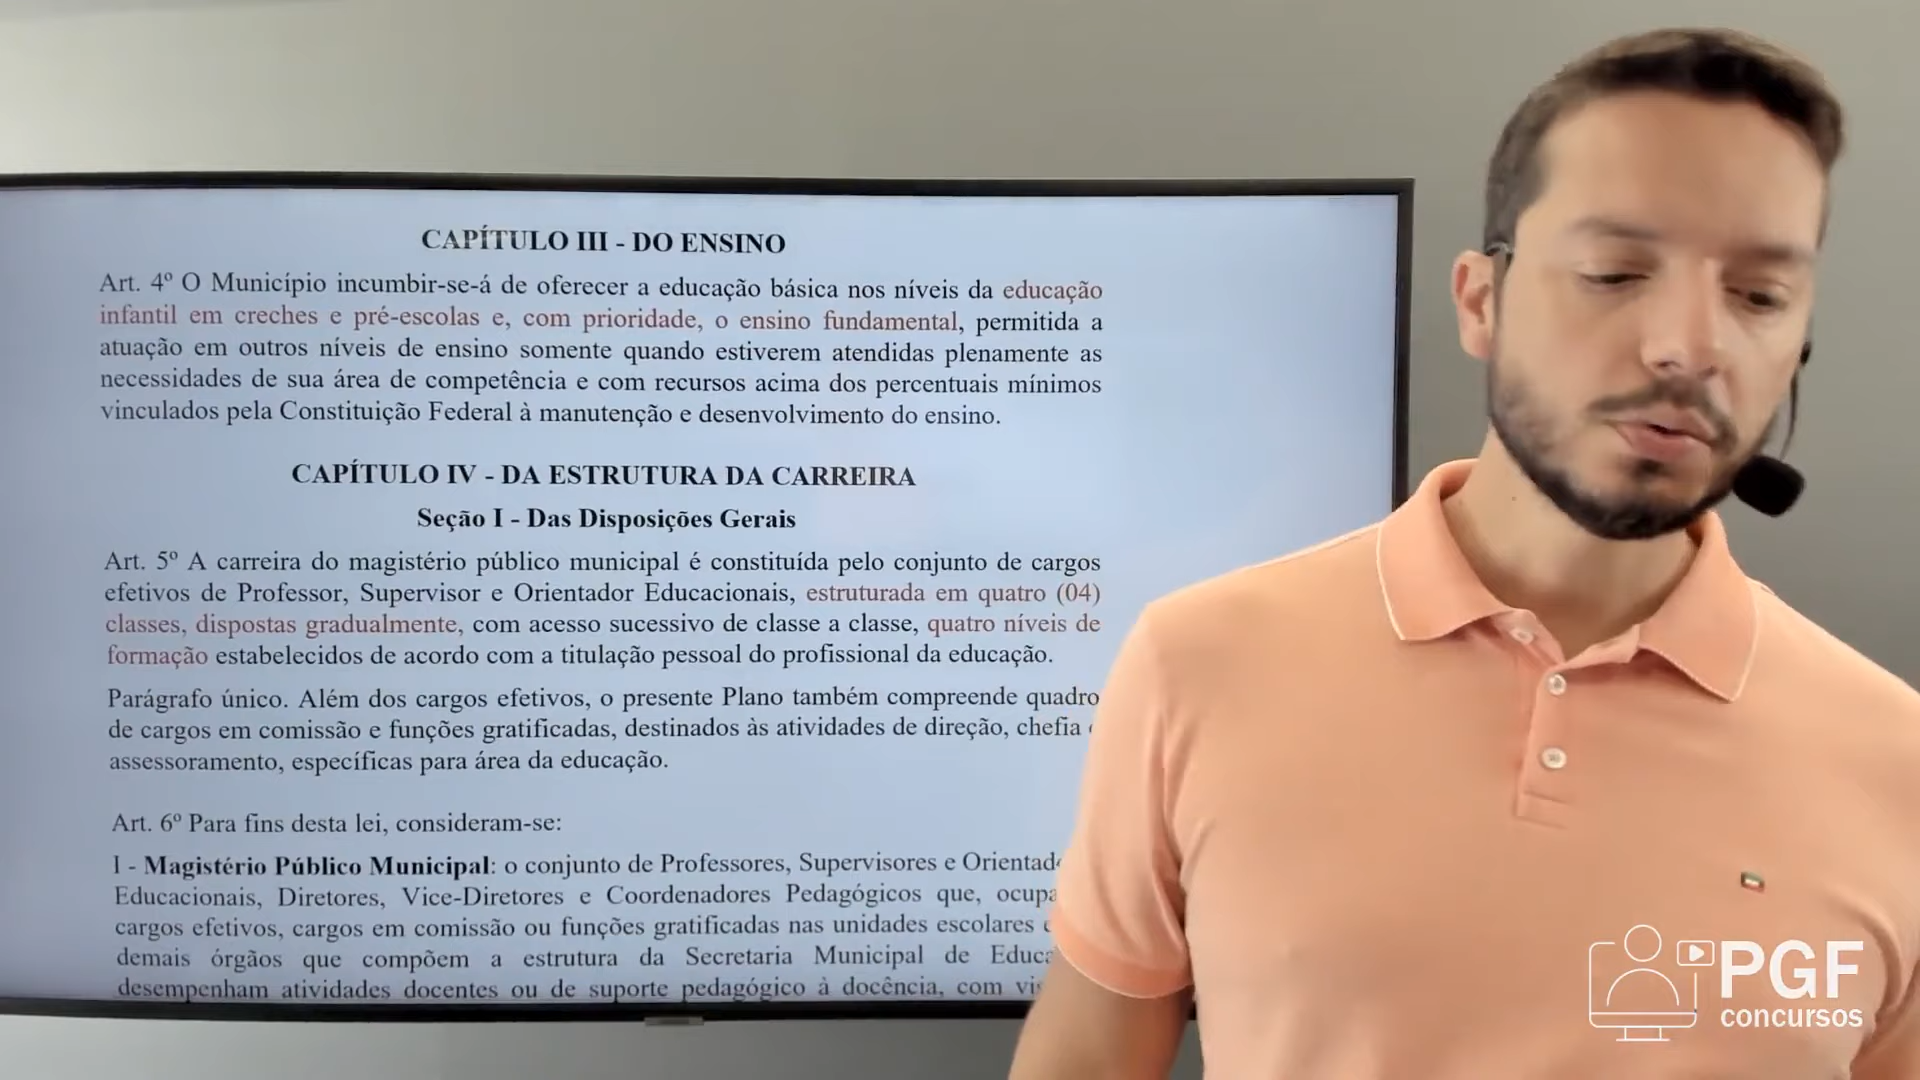 CAPÍTULO III - DO ENSINO
Art. 4º O Município incumbir-se-á de oferecer a educação básica nos níveis da educação
infantil em creches e pré-escolas e, com prioridade, o ensino fundamental, permitida a
atuação em outros níveis de ensino somente quando estiverem atendidas plenamente as
necessidades de sua área de competência e com recursos acima dos percentuais mínimos
vinculados pela Constituição Federal à manutenção e desenvolvimento do ensino.
CAPÍTULO IV - DA ESTRUTURA DA CARREIRA
Seção I - Das Disposições Gerais
Art. 5º A carreira do magistério público municipal é constituída pelo conjunto de cargos
efetivos de Professor, Supervisor e Orientador Educacionais, estruturada em quatro (04)
classes, dispostas gradualmente, com acesso sucessivo de classe a classe, quatro níveis de
formação estabelecidos de acordo com a titulação pessoal do profissional da educação.
Parágrafo único. Além dos cargos efetivos, o presente Plano também compreende quadro
de cargos em comissão e funções gratificadas, destinados às atividades de direção, chefia
assessoramento, específicas para área da educação.
Art. 6º Para fins desta lei, consideram-se:
I - Magistério Público Municipal: o conjunto de Professores, Supervisores e
Educacionais, Diretores, Vice-Diretores e Coordenadores Pedagógicos que,
cargos efetivos, cargos em comissão ou funções gratificadas nas unidades escolares
demais órgãos que compõem a estrutura da Secretaria Municipal de
desempenham atividades docentes ou de suporte pedagógico à docência, com
PGF
concursos